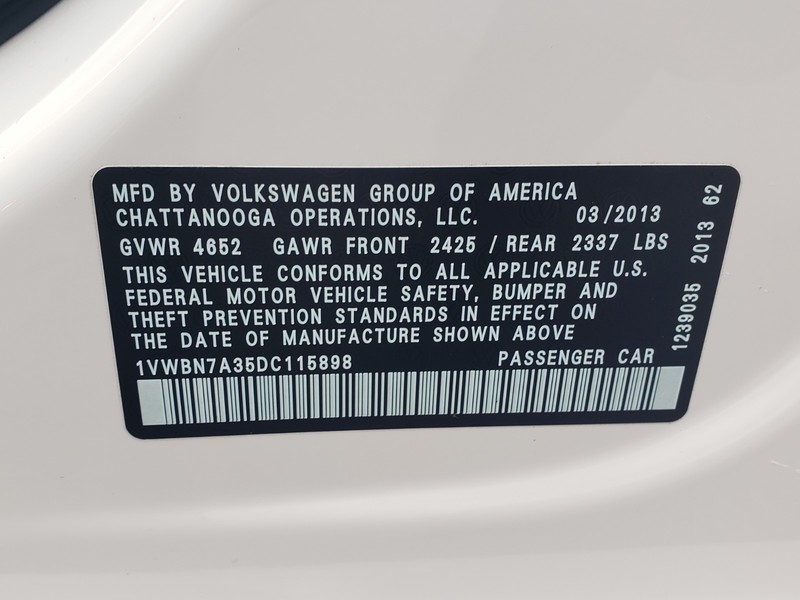 MFD BY VOLKSWAGEN GROUP OF AMERICA
CHATTANOOGA OPERATIONS, LLC. 03/2013
GVWR 4652 GAWR FRONT 2425 / REAR 2337 LBS
THIS VEHICLE CONFORMS TO ALL APPLICABLE U.S.
FEDERAL MOTOR VEHICLE SAFETY, BUMPER AND
THEFT PREVENTION STANDARDS IN EFFECT ON
THE DATE OF MANUFACTURE SHOWN ABOVE
1VWBN7A35DC115898 PASSENGER CAR
1239035 2013 62